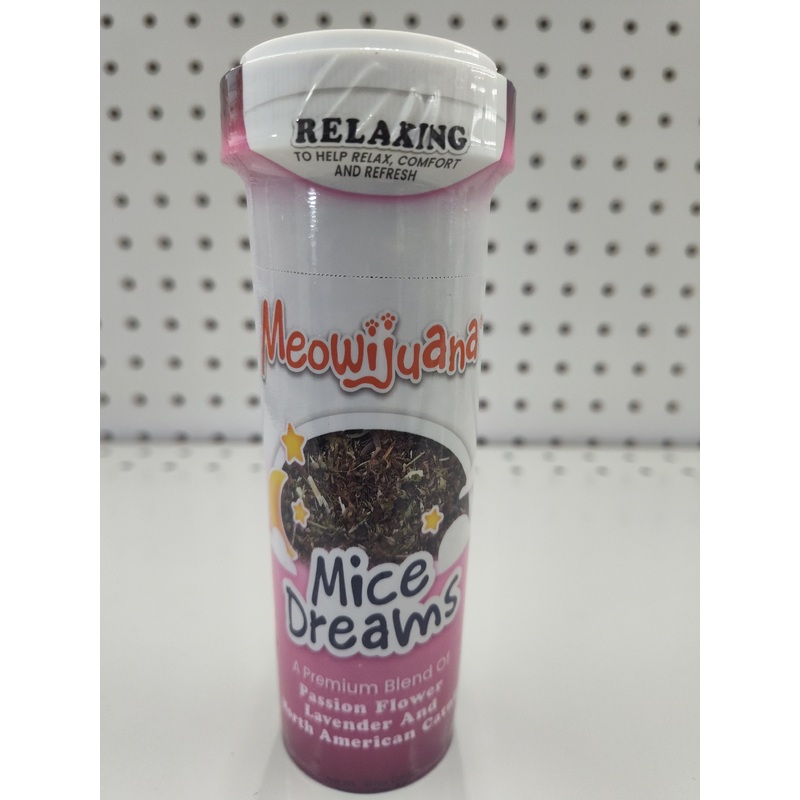 RELAXING
TO HELP RELAX, COMFORT
AND REFRESH
Meowijuana
Mice
Dreams
A Premium Blend Of
Passion Flower
Lavender And
American